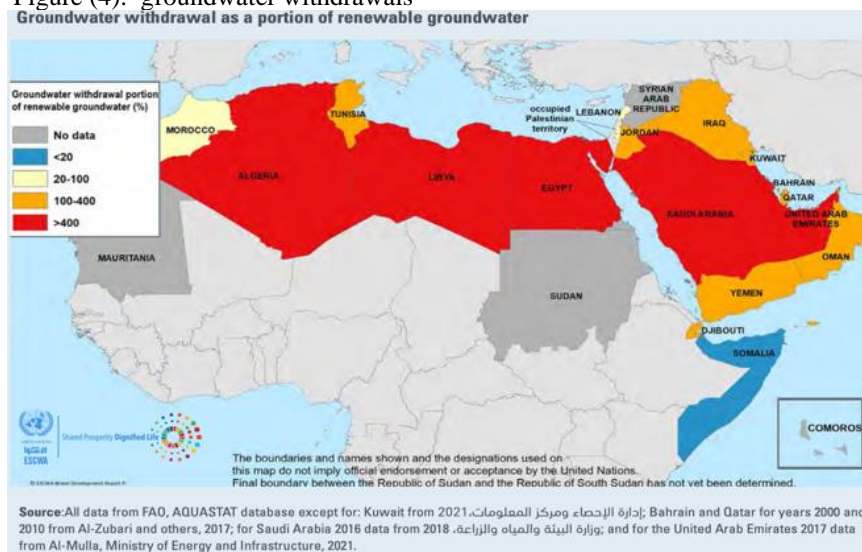 Figure (4): groundwater withdrawals
Groundwater withdrawal as a portion of renewable groundwater
Groundwater withdrawal portion
of renewable groundwater (%)
No data
<20
20-100
100-400
>400
MOROCCO
TUNISIA
ALGERIA
LIBYA
EGYPT
MAURITANIA
SUDAN
SYRIAN
ARAB
REPUBLIC
LEBANON
occupied
Palestinian
territory
JORDAN
IRAQ
KUWAIT
BAHRAIN
QATAR
SAUDI ARABIA
UNITED ARAB
EMIRATES
OMAN
YEMEN
DJIBOUTI
SOMALIA
COMOROS
الإسكوا
ESCWA
Shared Prosperity Dignified Life
The boundaries and names shown and the designations used on
this map do not imply official endorsement or acceptance by the United Nations.
Final boundary between the Republic of Sudan and the Republic of South Sudan has not yet been determined.
Source:All data from FAO, AQUASTAT database except for: Kuwait from 2021،إدارة الإحصاء ومركز المعلومات; Bahrain and Qatar for years 2000 and
2010 from Al-Zubari and others, 2017; for Saudi Arabia 2016 data from 2018 ،وزارة البيئة والمياه والزراعة; and for the United Arab Emirates 2017 data
from Al-Mulla, Ministry of Energy and Infrastructure, 2021.